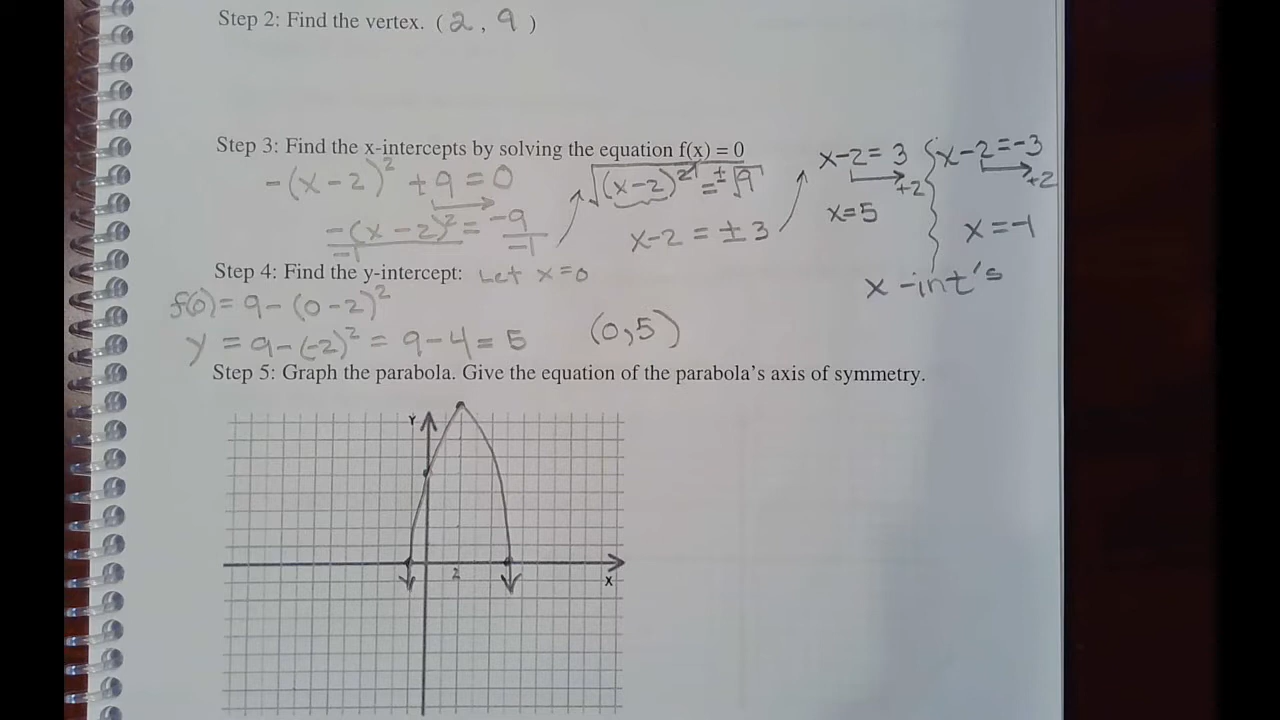 Step 2: Find the vertex. (2, 9)
Step 3: Find the x-intercepts by solving the equation f(x) = 0
-(x-2)² + 9 = 0
+2
-(x-2)² = -9
-1 -1
√(x-2)² = ±√9
x-2 = ±3
x-2 = 3
+2
x=5
x-2 = -3
+2
x = -1
x-int's
Step 4: Find the y-intercept: Let x=0
f(0) = 9-(0-2)²
y = 9-(-2)² = 9-4 = 5 (0,5)
Step 5: Graph the parabola. Give the equation of the parabola's axis of symmetry.
Y
2
X